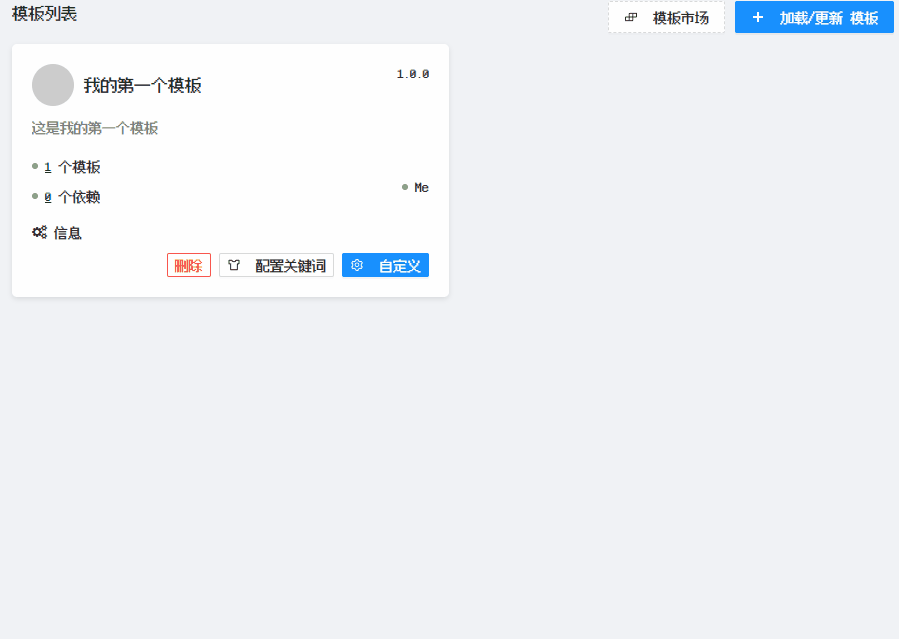 模板列表
模板市场
加载/更新 模板
我的第一个模板
1.0.0
这是我的第一个模板
1 个模板
0 个依赖
Me
信息
删除
配置关键词
自定义